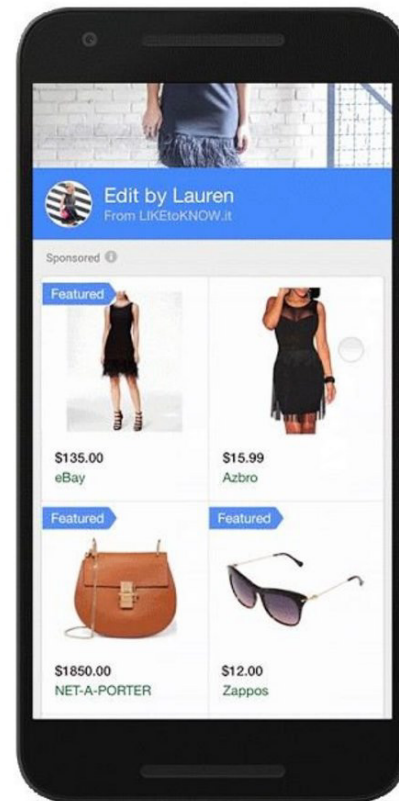 Edit by Lauren
From LIKEtoKNOW.it
Sponsored
Featured
$135.00
eBay
$15.99
Azbro
Featured
$1850.00
NET-A-PORTER
Featured
$12.00
Zappos